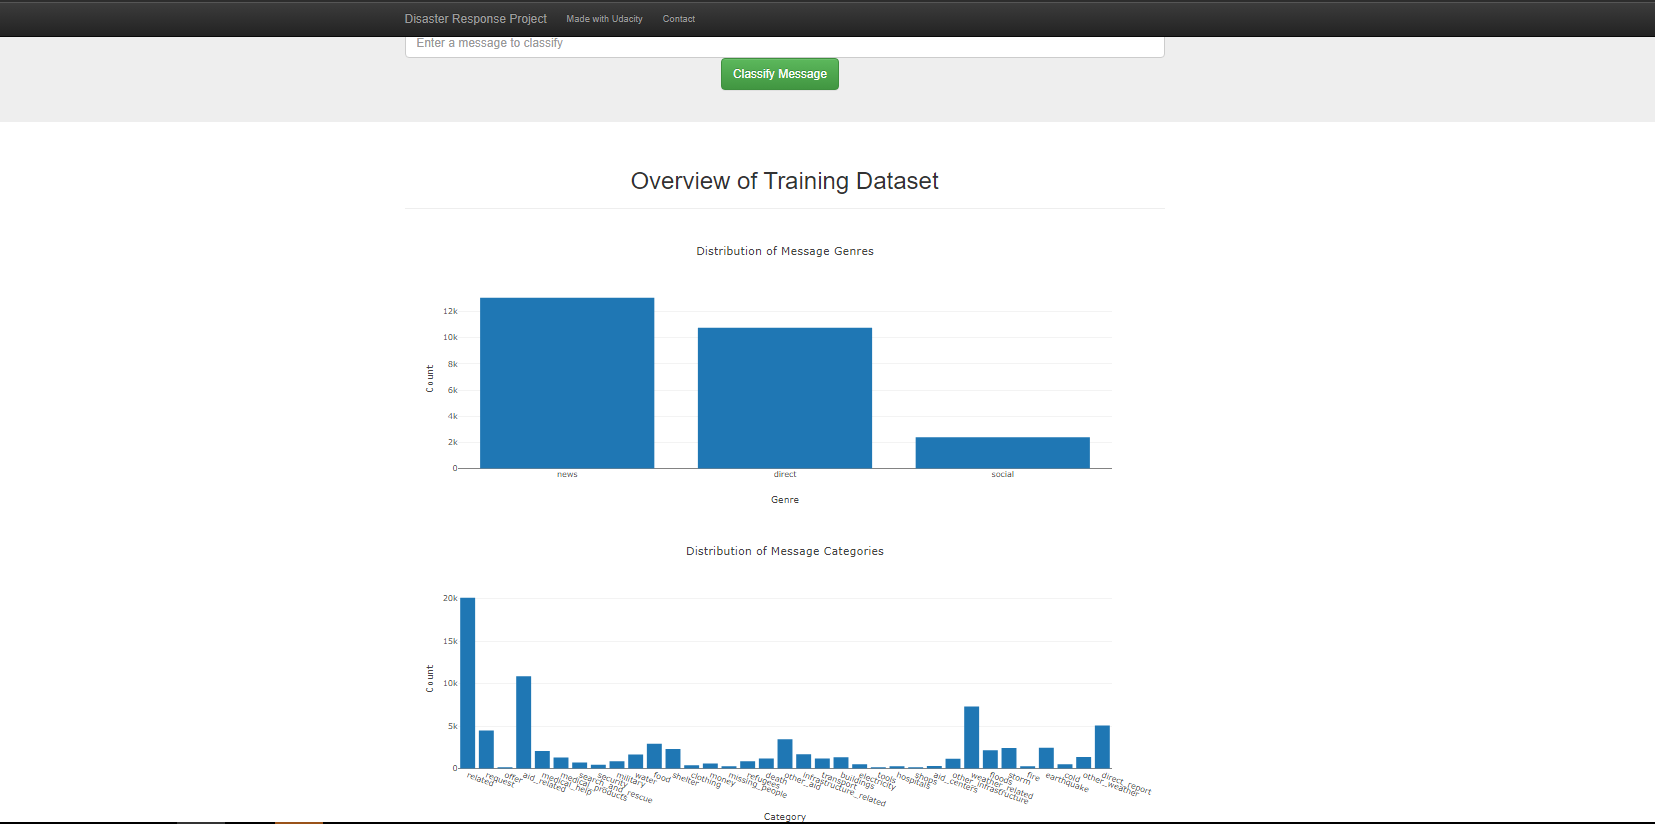 Disaster Response Project Made with Udacity Contact
Enter a message to classify
Classify Message
Overview of Training Dataset
Distribution of Message Genres
12k
10k
8k
6k
4k
2k
0
Count
news direct social
Genre
Distribution of Message Categories
20k
15k
10k
5k
0
Count
related
request
offer
aid_related
medical_help
medical_products
search_and_rescue
security
military
water
food
shelter
clothing
money
missing_people
refugees
death
other_aid
infrastructure_related
transport
buildings
electricity
tools
hospitals
shops
aid_centers
other_infrastructure
weather_related
floods
storm
fire
earthquake
cold
other_weather
direct_report
Category